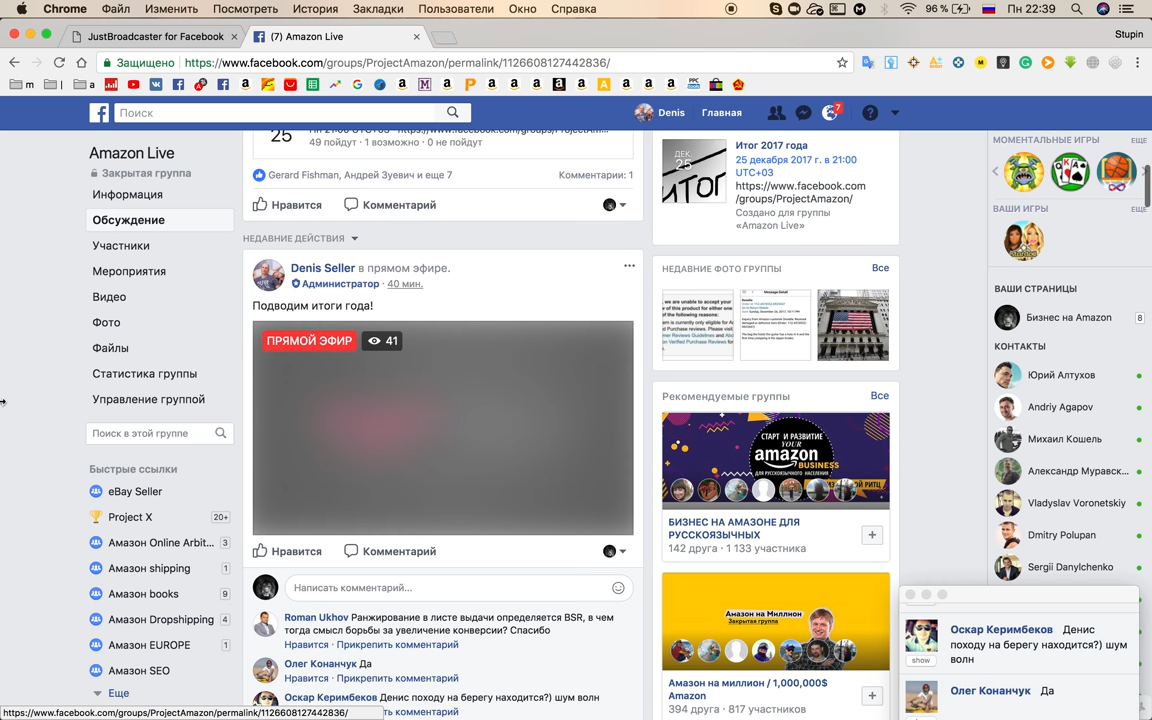 Chrome Файл Изменить Посмотреть История Закладки Пользователи Окно Справка 96 % Пн 22:39
JustBroadcaster for Facebook (7) Amazon Live Stupin
Защищено https://www.facebook.com/groups/ProjectAmazon/permalink/1126608127442836/
m l a
Поиск Denis Главная 7
Amazon Live
Закрытая группа
Информация
Обсуждение
Участники
Мероприятия
Видео
Фото
Файлы
Статистика группы
Управление группой
Поиск в этой группе
Быстрые ссылки
eBay Seller
Project X 20+
Амазон Online Arbit... 3
Амазон shipping 1
Амазон books 9
Амазон Dropshipping 4
Амазон EUROPE 1
Амазон SEO
Еще
https://www.facebook.com/groups/ProjectAmazon/permalink/1126608127442836/
25
49 пойдут · 1 возможно · 0 не пойдут
Gerard Fishman, Андрей Зуевич и еще 7 Комментарии: 1
Нравится Комментарий
НЕДАВНИЕ ДЕЙСТВИЯ
Denis Seller в прямом эфире.
Администратор · 40 мин.
Подводим итоги года!
ПРЯМОЙ ЭФИР 41
Нравится Комментарий
Написать комментарий...
Roman Ukhov Ранжирование в листе выдачи определяется BSR, в чем
тогда смысл борьбы за увеличение конверсии? Спасибо
Нравится · Прикрепить комментарий
Олег Конанчук Да
Нравится · Прикрепить комментарий
Оскар Керимбеков Денис походу на берегу находится?) шум волн
Прикрепить комментарий
ДЕК.
25
ИТОГ
Итог 2017 года
25 декабря 2017 г. в 21:00
UTC+03
https://www.facebook.com
/groups/ProjectAmazon/
Создано для группы
«Amazon Live»
НЕДАВНИЕ ФОТО ГРУППЫ Все
Рекомендуемые группы Все
СТАРТ И РАЗВИТИЕ
YOUR
amazon
BUSINESS
ДЛЯ РУССКОЯЗЫЧНОГО НАСЕЛЕНИЯ
БИЗНЕС НА АМАЗОНЕ ДЛЯ
РУССКОЯЗЫЧНЫХ
142 друга · 1 133 участника
Амазон на Миллион
Закрытая группа
Амазон на миллион / 1,000,000$
Amazon
394 друга · 817 участников
МОМЕНТАЛЬНЫЕ ИГРЫ ЕЩЕ
ВАШИ ИГРЫ ЕЩЕ
ВАШИ СТРАНИЦЫ
Бизнес на Amazon 8
КОНТАКТЫ
Юрий Алтухов
Andriy Agapov
Михаил Кошель
Александр Муравск...
Vladyslav Voronetskiy
Dmitry Polupan
Sergii Danylchenko
Оскар Керимбеков Денис
походу на берегу находится?) шум
волн
show
Олег Конанчук Да